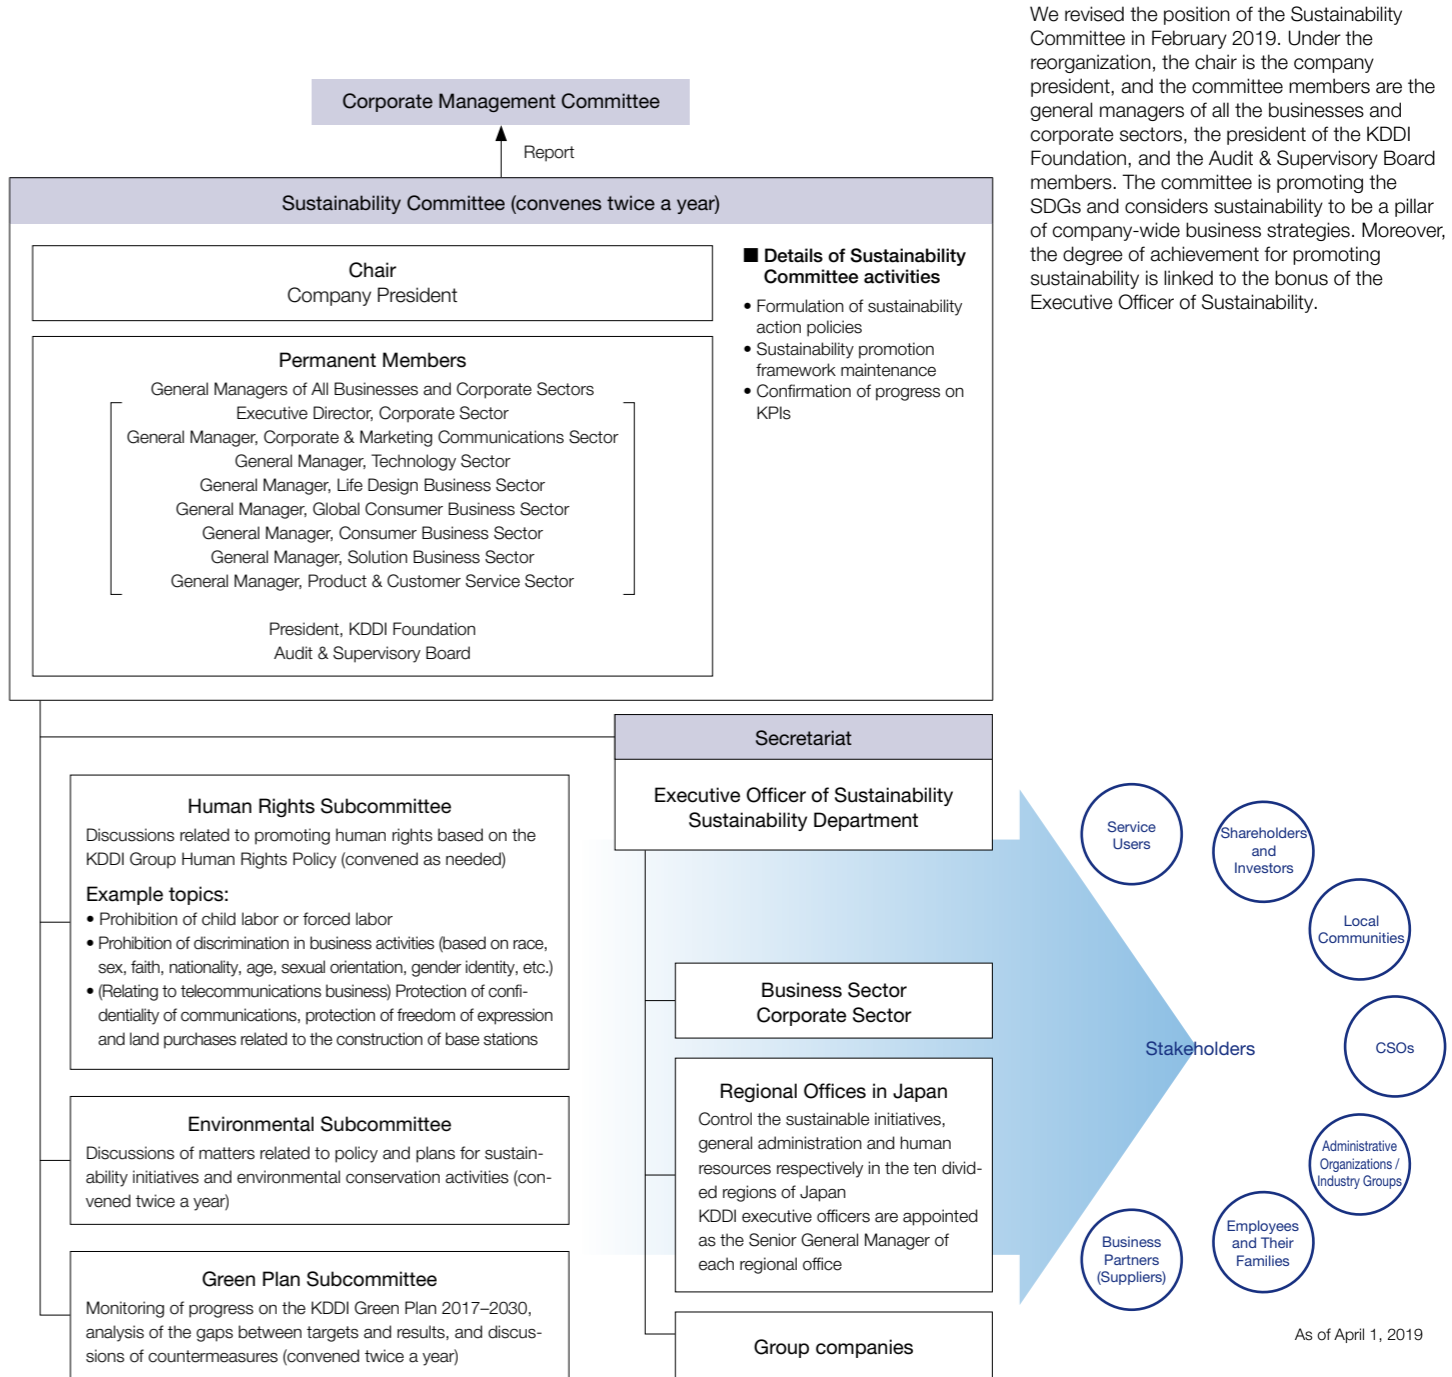 We revised the position of the Sustainability
Committee in February 2019. Under the
reorganization, the chair is the company
president, and the committee members are the
general managers of all the businesses and
corporate sectors, the president of the KDDI
Foundation, and the Audit & Supervisory Board
members. The committee is promoting the
SDGs and considers sustainability to be a pillar
of company-wide business strategies. Moreover,
the degree of achievement for promoting
sustainability is linked to the bonus of the
Executive Officer of Sustainability.
Corporate Management Committee
Report
Sustainability Committee (convenes twice a year)
Chair
Company President
Permanent Members
General Managers of All Businesses and Corporate Sectors
Executive Director, Corporate Sector
General Manager, Corporate & Marketing Communications Sector
General Manager, Technology Sector
General Manager, Life Design Business Sector
General Manager, Global Consumer Business Sector
General Manager, Consumer Business Sector
General Manager, Solution Business Sector
General Manager, Product & Customer Service Sector
President, KDDI Foundation
Audit & Supervisory Board
■ Details of Sustainability
Committee activities
• Formulation of sustainability
action policies
• Sustainability promotion
framework maintenance
• Confirmation of progress on
KPIs
Human Rights Subcommittee
Discussions related to promoting human rights based on the
KDDI Group Human Rights Policy (convened as needed)
Example topics:
• Prohibition of child labor or forced labor
• Prohibition of discrimination in business activities (based on race,
sex, faith, nationality, age, sexual orientation, gender identity, etc.)
• (Relating to telecommunications business) Protection of confi-
dentiality of communications, protection of freedom of expression
and land purchases related to the construction of base stations
Environmental Subcommittee
Discussions of matters related to policy and plans for sustain-
ability initiatives and environmental conservation activities (con-
vened twice a year)
Green Plan Subcommittee
Monitoring of progress on the KDDI Green Plan 2017–2030,
analysis of the gaps between targets and results, and discus-
sions of countermeasures (convened twice a year)
Secretariat
Executive Officer of Sustainability
Sustainability Department
Business Sector
Corporate Sector
Regional Offices in Japan
Control the sustainable initiatives,
general administration and human
resources respectively in the ten divid-
ed regions of Japan
KDDI executive officers are appointed
as the Senior General Manager of
each regional office
Group companies
Stakeholders
Service
Users
Shareholders
and
Investors
Local
Communities
CSOs
Administrative
Organizations /
Industry Groups
Employees
and Their
Families
Business
Partners
(Suppliers)
As of April 1, 2019